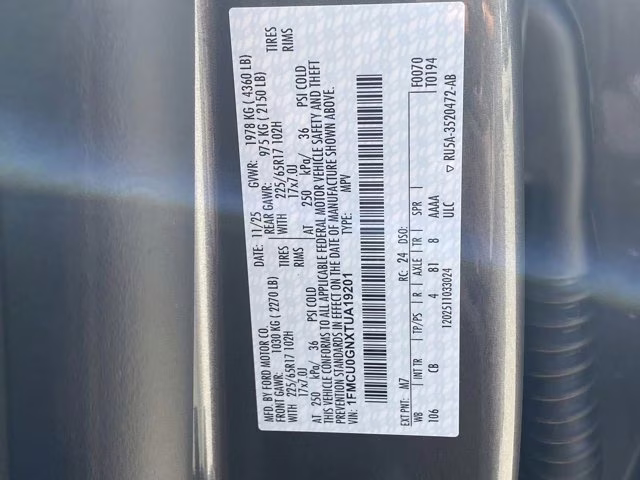 MFD. BY FORD MOTOR CO. DATE: 11/25 GVWR: 1978 KG ( 4360 LB)
FRONT GAWR: 1030 KG ( 2270 LB) REAR GAWR: 975 KG ( 2150 LB)
WITH 225/65R17 102H TIRES WITH 225/65R17 102H TIRES
17x7.0J RIMS 17x7.0J RIMS
AT 250 kPa/ 36 PSI COLD AT 250 kPa/ 36 PSI COLD
THIS VEHICLE CONFORMS TO ALL APPLICABLE FEDERAL MOTOR VEHICLE SAFETY AND THEFT
PREVENTION STANDARDS IN EFFECT ON THE DATE OF MANUFACTURE SHOWN ABOVE.
VIN: 1FMCU0GNXTUA19201 MPV
F0070
EXT PNT: M7 RC: 24 DSO: T0194
WB INT TR TP/PS R AXLE TR SPR
106 CB 4 81 8 AAAA
ULC
1202511033024 ▽ RU5A-3520472-AB